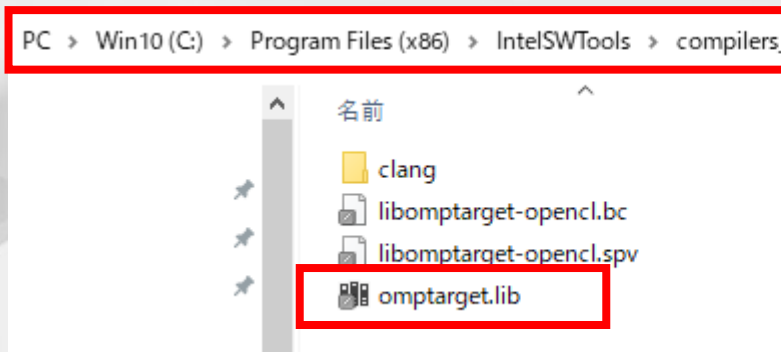 PC > Win10 (C:) > Program Files (x86) > IntelSWTools > compilers_
名前
clang
libomptarget-opencl.bc
libomptarget-opencl.spv
omptarget.lib